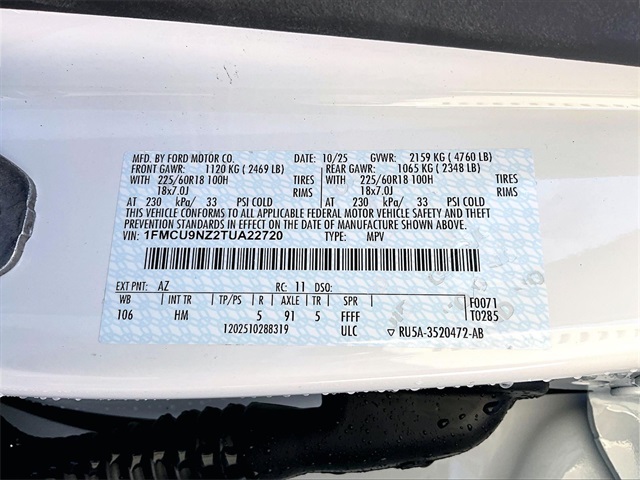 MFD. BY FORD MOTOR CO. DATE: 10/25 GVWR: 2159 KG ( 4760 LB)
FRONT GAWR: 1120 KG ( 2469 LB) REAR GAWR: 1065 KG ( 2348 LB)
WITH 225/60R18 100H TIRES WITH 225/60R18 100H TIRES
18x7.0J RIMS 18x7.0J RIMS
AT 230 kPa/ 33 PSI COLD AT 230 kPa/ 33 PSI COLD
THIS VEHICLE CONFORMS TO ALL APPLICABLE FEDERAL MOTOR VEHICLE SAFETY AND THEFT
PREVENTION STANDARDS IN EFFECT ON THE DATE OF MANUFACTURE SHOWN ABOVE.
VIN: 1FMCU9NZ2TUA22720 TYPE: MPV
EXT PNT: AZ RC: 11 DSO:
WB INT TR TP/PS R AXLE TR SPR F0071
106 HM 5 91 5 FFFF T0285
1202510288319 ULC ▽ RU5A-3520472-AB